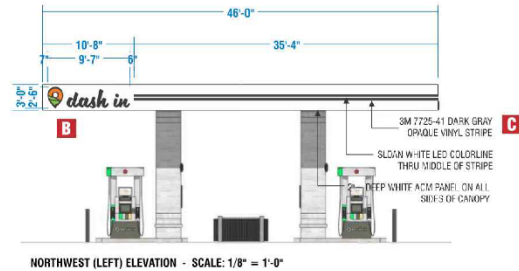 46'-0"
10'-8"
35'-4"
7"
9'-7"
6"
3'-0"
2'-6"
dash in
B
C
3M 7725-41 DARK GRAY
OPAQUE VINYL STRIPE
SLOAN WHITE LED COLORLINE
THRU MIDDLE OF STRIPE
2" DEEP WHITE ACM PANEL ON ALL
SIDES OF CANOPY
NORTHWEST (LEFT) ELEVATION - SCALE: 1/8" = 1'-0"